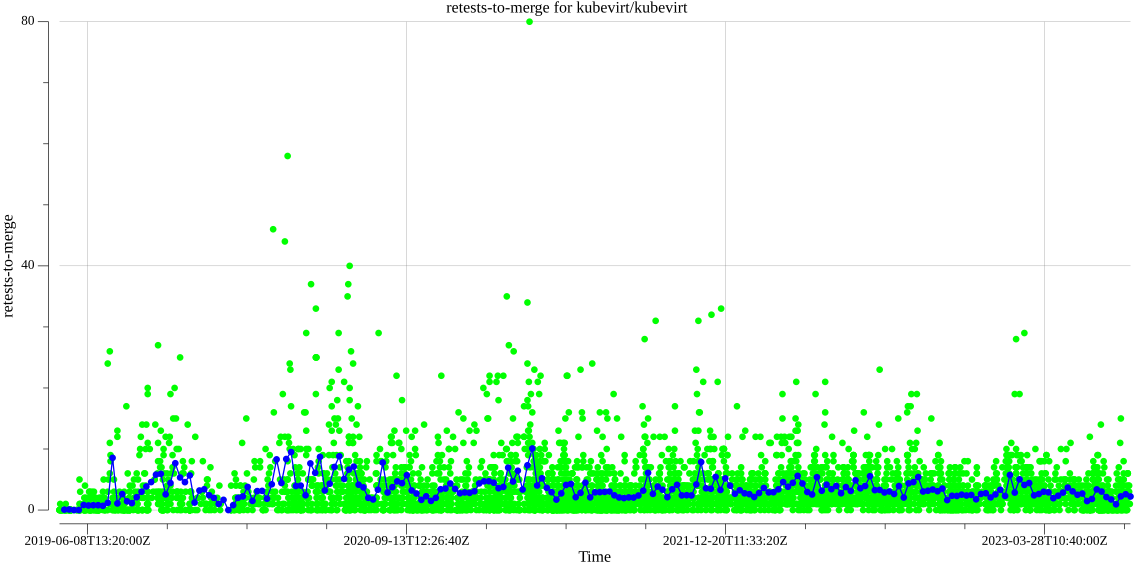 retests-to-merge for kubevirt/kubevirt
80
40
0
retests-to-merge
2019-06-08T13:20:00Z
2020-09-13T12:26:40Z
2021-12-20T11:33:20Z
2023-03-28T10:40:00Z
Time